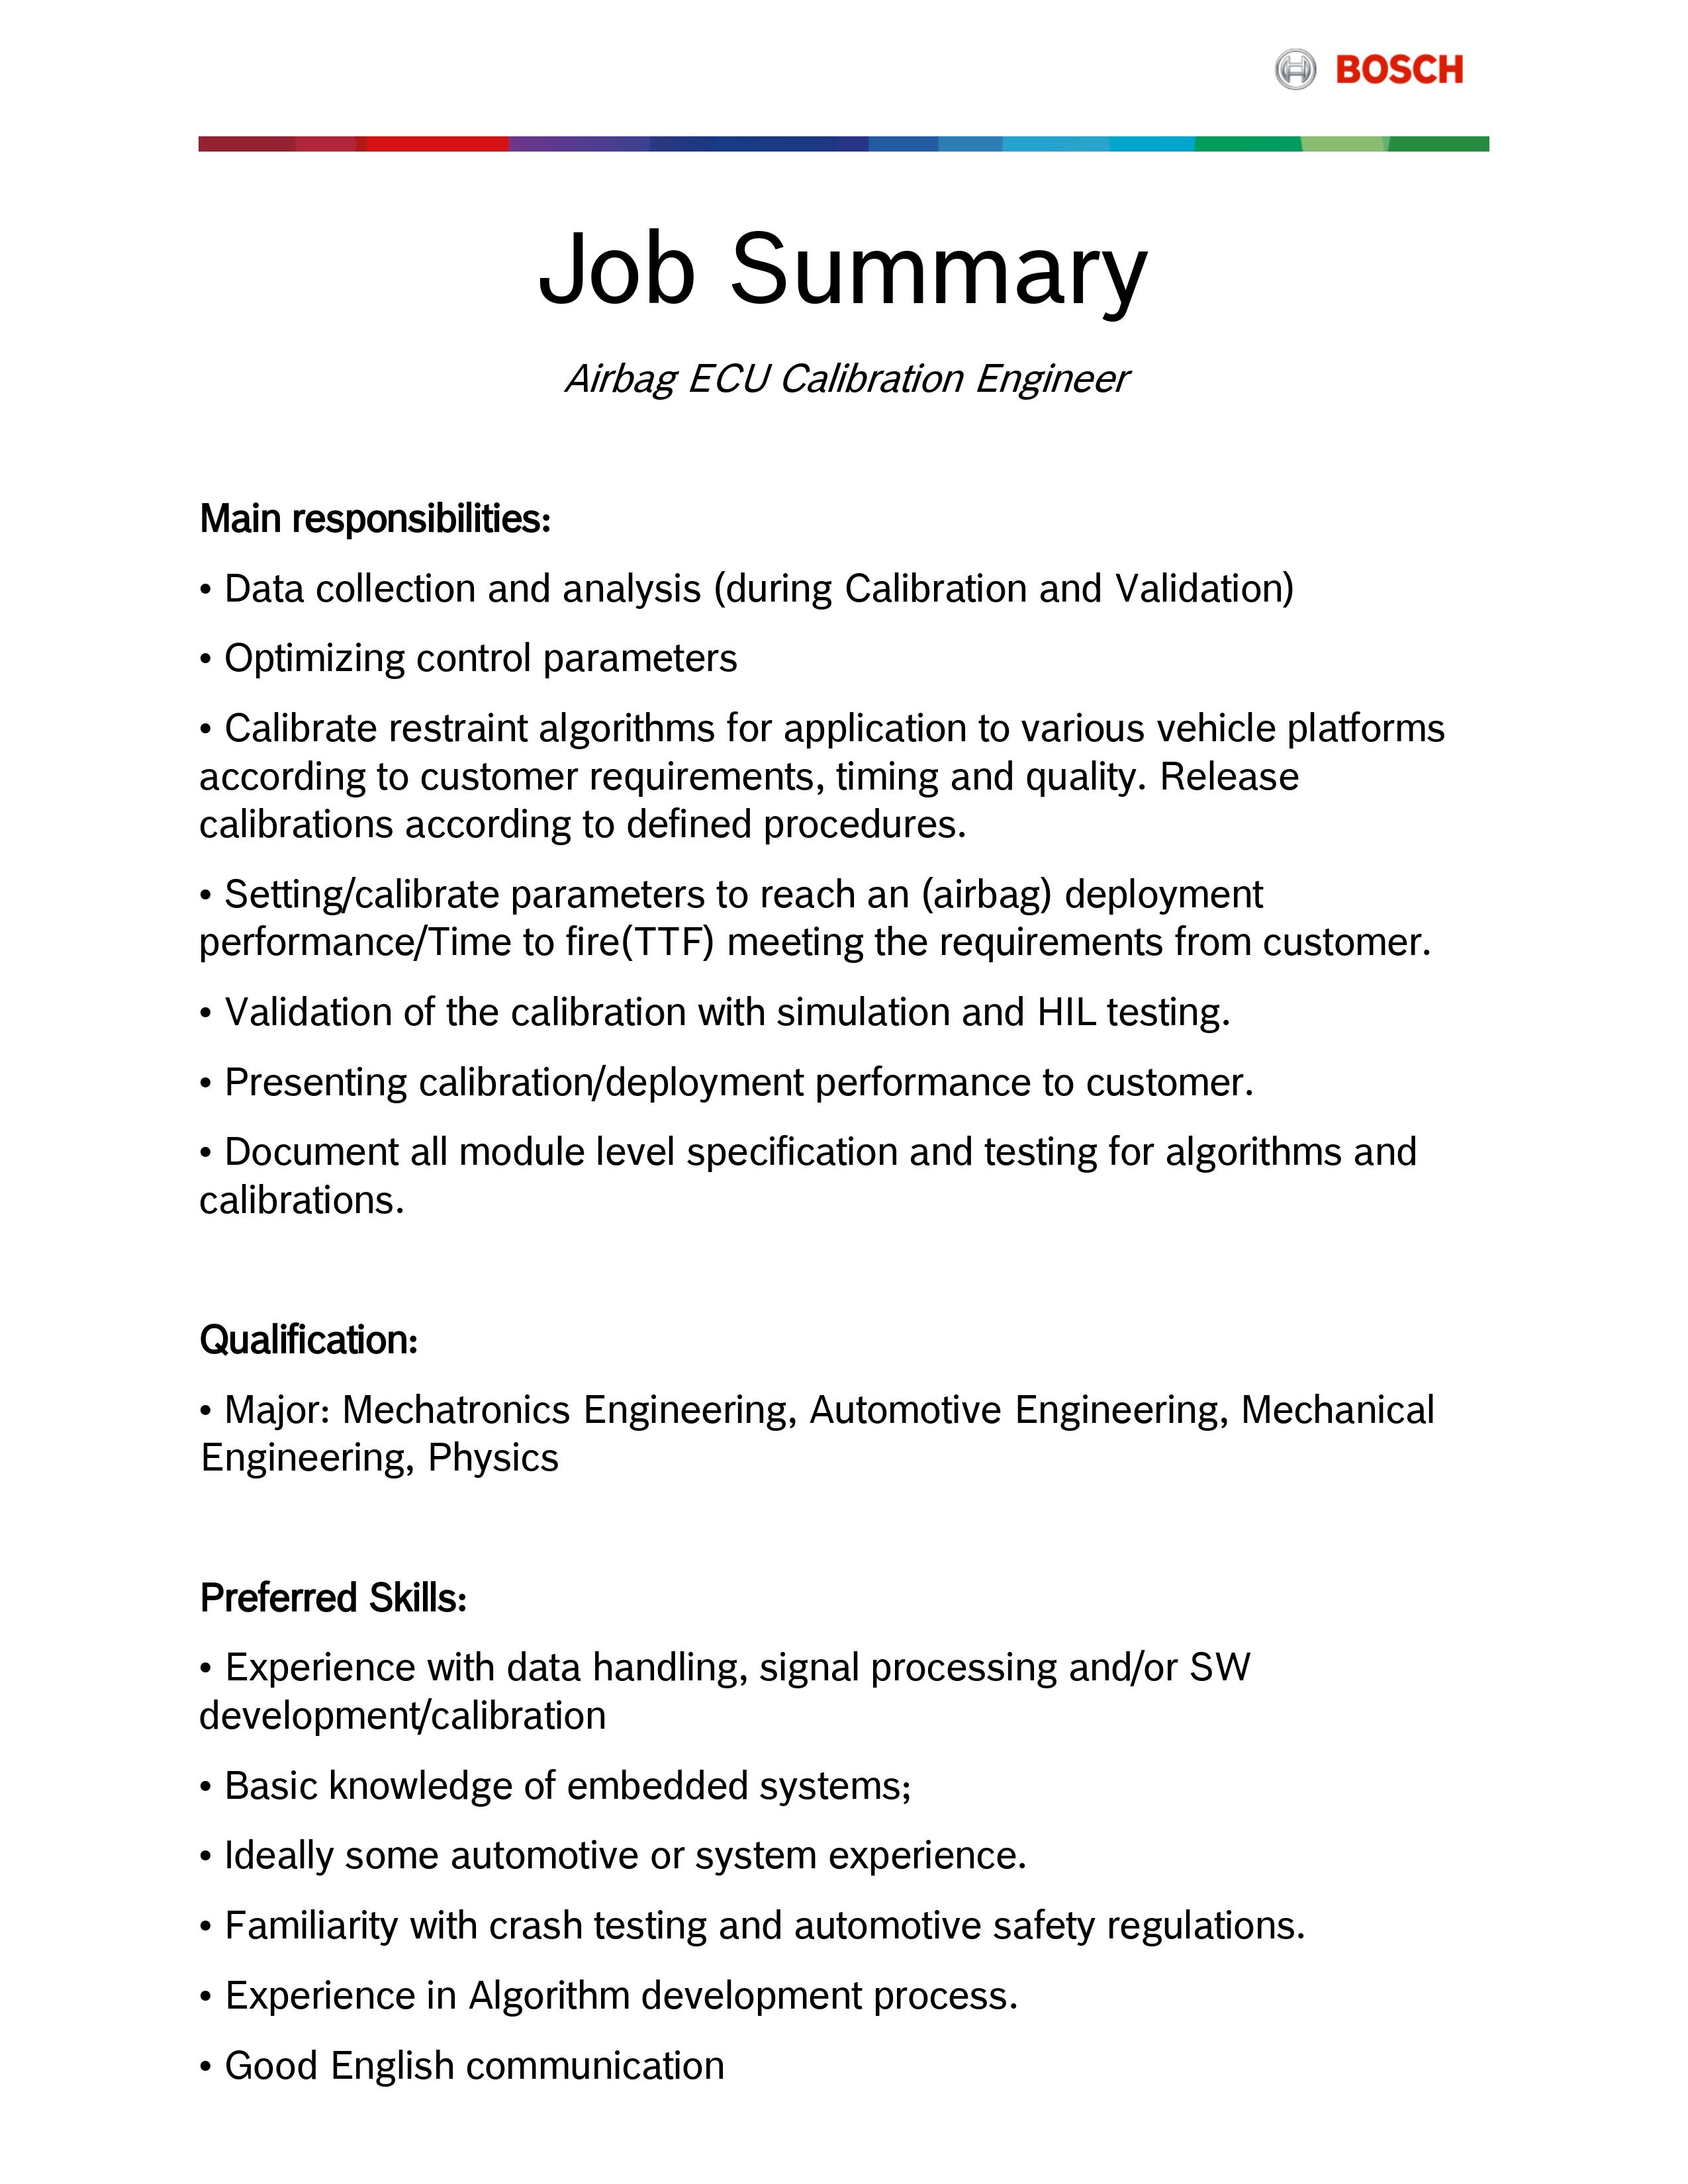 BOSCH
Job Summary
Airbag ECU Calibration Engineer
Main responsibilities:
• Data collection and analysis (during Calibration and Validation)
• Optimizing control parameters
• Calibrate restraint algorithms for application to various vehicle platforms
according to customer requirements, timing and quality. Release
calibrations according to defined procedures.
• Setting/calibrate parameters to reach an (airbag) deployment
performance/Time to fire(TTF) meeting the requirements from customer.
• Validation of the calibration with simulation and HIL testing.
• Presenting calibration/deployment performance to customer.
• Document all module level specification and testing for algorithms and
calibrations.
Qualification:
• Major: Mechatronics Engineering, Automotive Engineering, Mechanical
Engineering, Physics
Preferred Skills:
• Experience with data handling, signal processing and/or SW
development/calibration
• Basic knowledge of embedded systems;
• Ideally some automotive or system experience.
• Familiarity with crash testing and automotive safety regulations.
• Experience in Algorithm development process.
• Good English communication